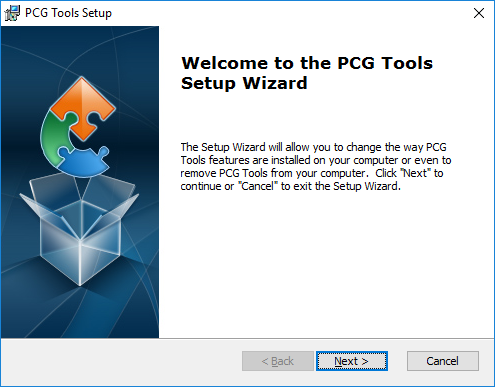 PCG Tools Setup
Welcome to the PCG Tools
Setup Wizard
The Setup Wizard will allow you to change the way PCG
Tools features are installed on your computer or even to
remove PCG Tools from your computer.  Click "Next" to
continue or "Cancel" to exit the Setup Wizard.
< Back
Next >
Cancel